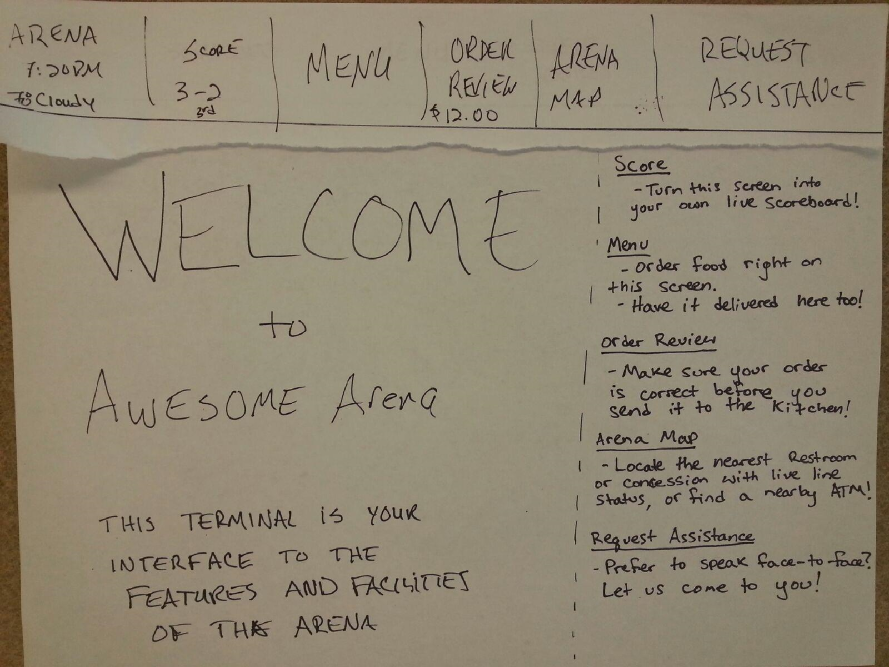 ARENA
7:20PM
73° Cloudy
SCORE
3-2
3rd
MENU
ORDER
REVIEW
$12.00
ARENA
MAP
REQUEST
ASSISTANCE
WELCOME
to
AWESOME Arena
THIS TERMINAL IS YOUR
INTERFACE TO THE
FEATURES AND FACILITIES
OF THE ARENA
Score
- Turn this screen into
your own live scoreboard!
Menu
- Order food right on
this screen.
- Have it delivered here too!
Order Review
- Make sure your order
is correct before you
send it to the Kitchen!
Arena Map
- Locate the nearest Restroom
or concession with live line
status, or find a nearby ATM!
Request Assistance
- Prefer to speak face-to face?
Let us come to you!